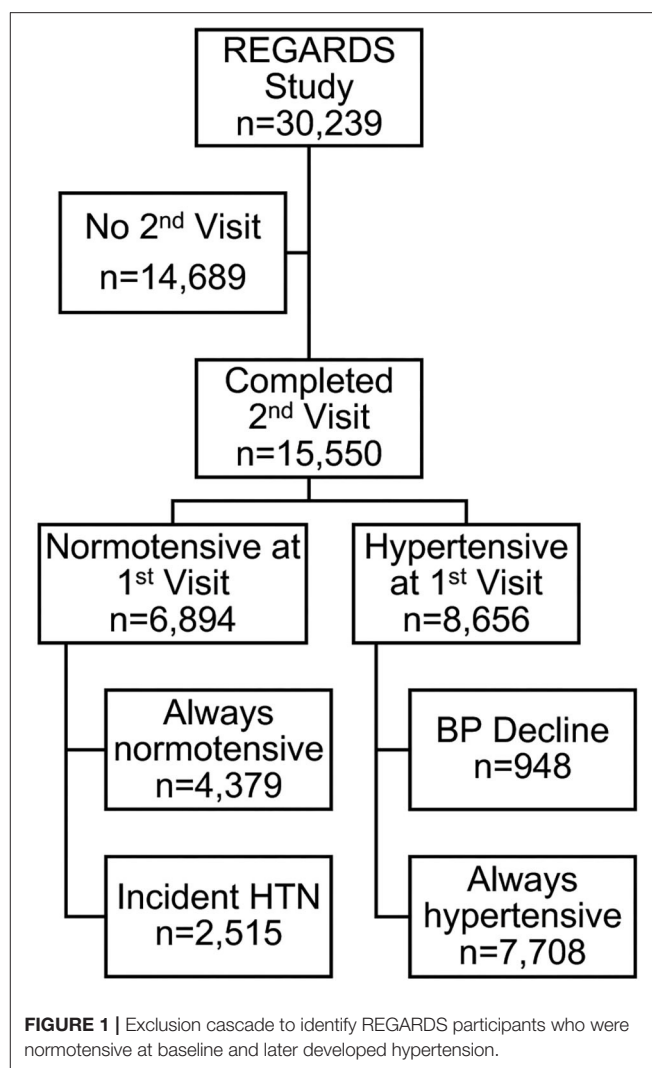 REGARDS
Study
n=30,239
No 2nd Visit
n=14,689
Completed
2nd Visit
n=15,550
Normotensive at
1st Visit
n=6,894
Hypertensive
at 1st Visit
n=8,656
Always
normotensive
n=4,379
BP Decline
n=948
Incident HTN
n=2,515
Always
hypertensive
n=7,708
FIGURE 1 | Exclusion cascade to identify REGARDS participants who were
normotensive at baseline and later developed hypertension.